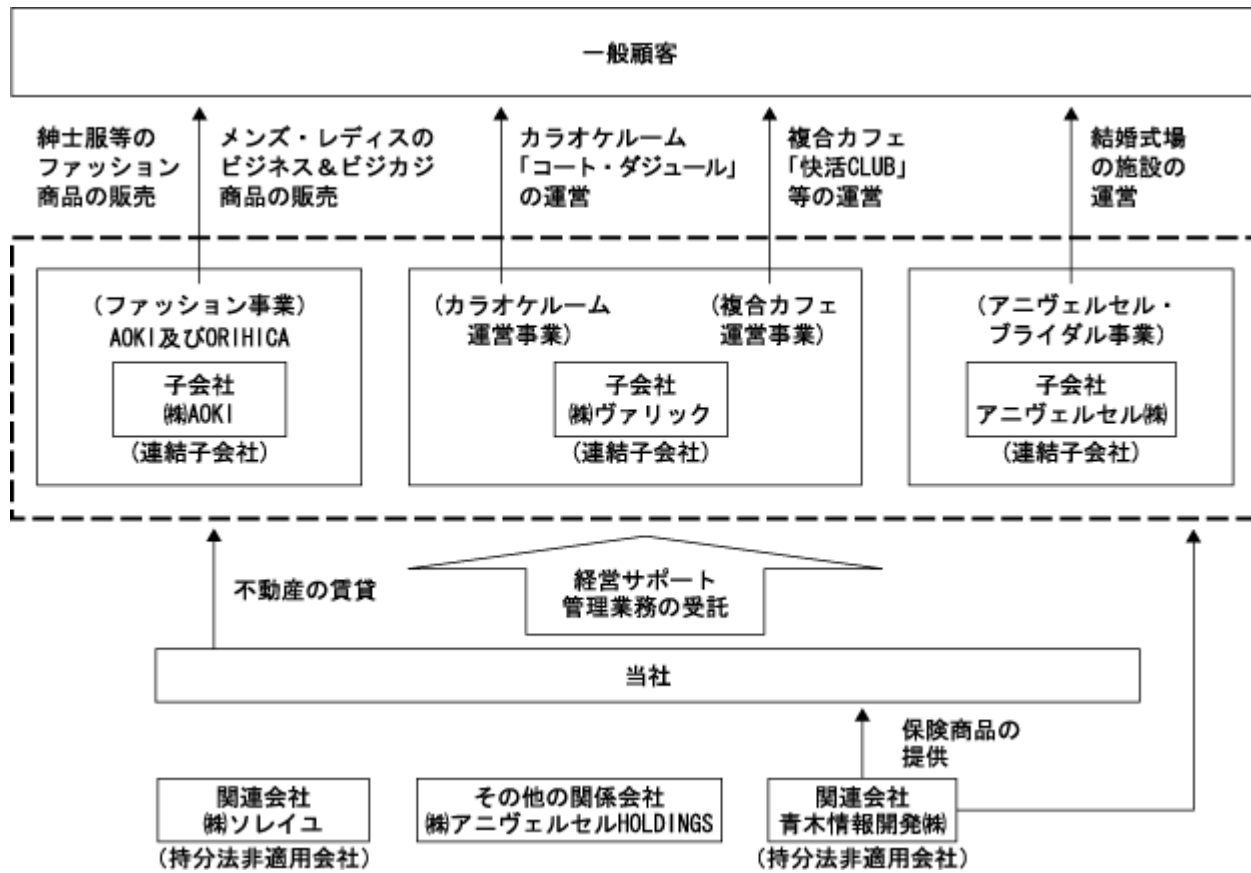 一般顧客
紳士服等の
ファッション
商品の販売
メンズ・レディスの
ビジネス&ビジカジ
商品の販売
カラオケルーム
「コート・ダジュール」
の運営
複合カフェ
「快活CLUB」
等の運営
結婚式場
の施設の
運営
(ファッション事業)
AOKI及びORIHICA
子会社
㈱AOKI
(連結子会社)
(カラオケルーム
運営事業)
(複合カフェ
運営事業)
子会社
㈱ヴァリック
(連結子会社)
(アニヴェルセル・
ブライダル事業)
子会社
アニヴェルセル㈱
(連結子会社)
不動産の賃貸
経営サポート
管理業務の受託
当社
保険商品の
提供
関連会社
㈱ソレイユ
(持分法非適用会社)
その他の関係会社
㈱アニヴェルセルHOLDINGS
関連会社
青木情報開発㈱
(持分法非適用会社)